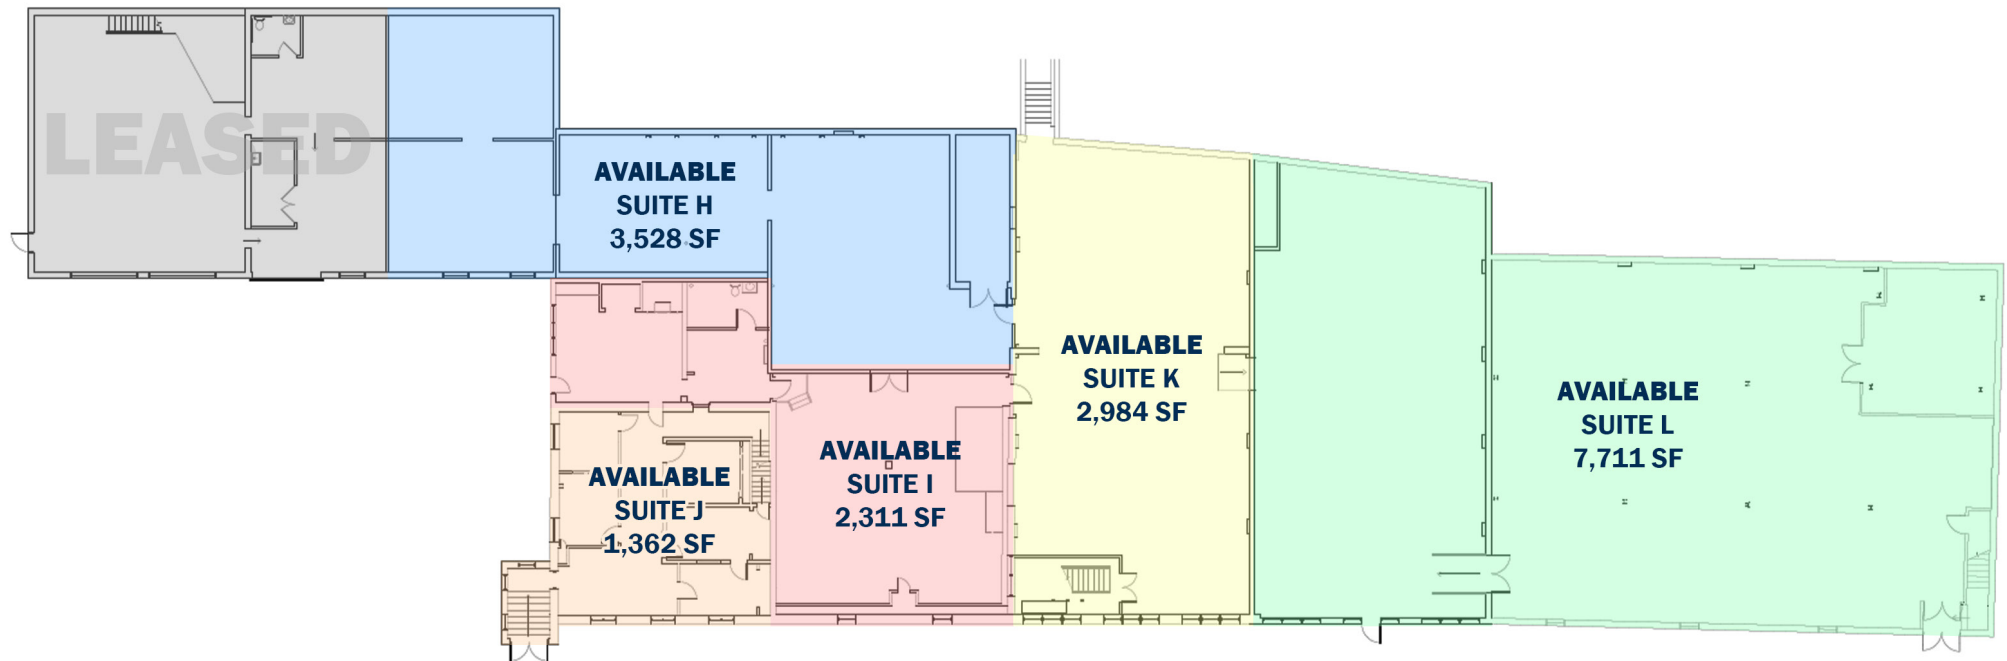 LEASED
AVAILABLE
SUITE H
3,528 SF
AVAILABLE
SUITE J
1,362 SF
AVAILABLE
SUITE I
2,311 SF
AVAILABLE
SUITE K
2,984 SF
AVAILABLE
SUITE L
7,711 SF